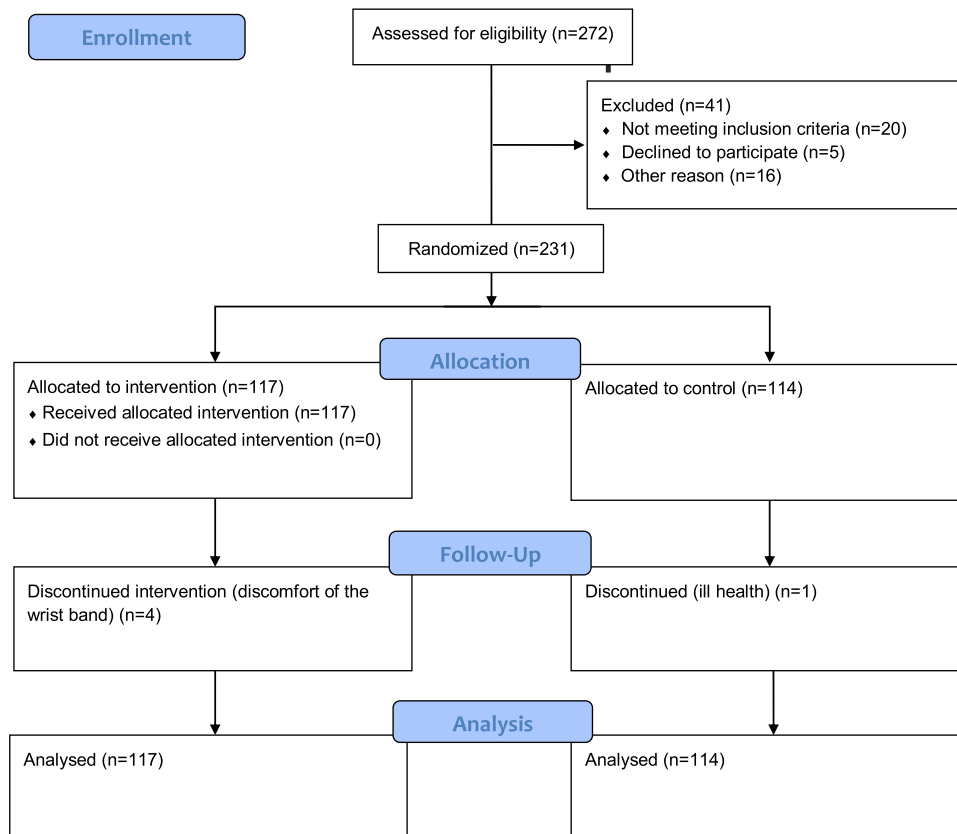 Enrollment
Assessed for eligibility (n=272)
Excluded (n=41)
♦ Not meeting inclusion criteria (n=20)
♦ Declined to participate (n=5)
♦ Other reason (n=16)
Randomized (n=231)
Allocation
Allocated to intervention (n=117)
♦ Received allocated intervention (n=117)
♦ Did not receive allocated intervention (n=0)
Allocated to control (n=114)
Follow-Up
Discontinued intervention (discomfort of the
wrist band) (n=4)
Discontinued (ill health) (n=1)
Analysis
Analysed (n=117)
Analysed (n=114)